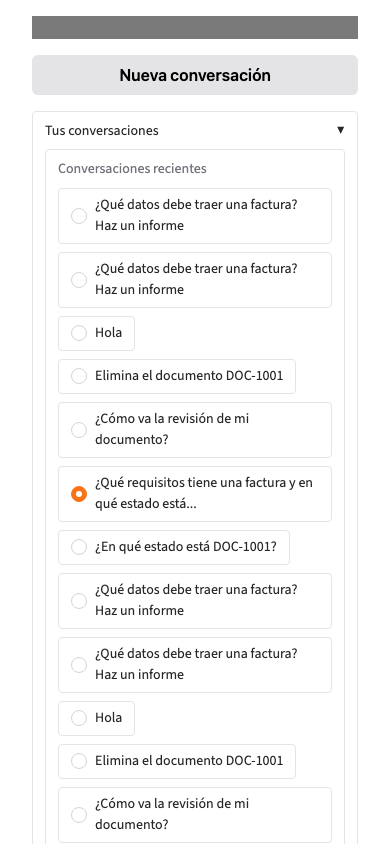 Nueva conversación
Tus conversaciones
Conversaciones recientes
¿Qué datos debe traer una factura?
Haz un informe
¿Qué datos debe traer una factura?
Haz un informe
Hola
Elimina el documento DOC-1001
¿Cómo va la revisión de mi
documento?
¿Qué requisitos tiene una factura y en
qué estado está...
¿En qué estado está DOC-1001?
¿Qué datos debe traer una factura?
Haz un informe
¿Qué datos debe traer una factura?
Haz un informe
Hola
Elimina el documento DOC-1001
¿Cómo va la revisión de mi
documento?